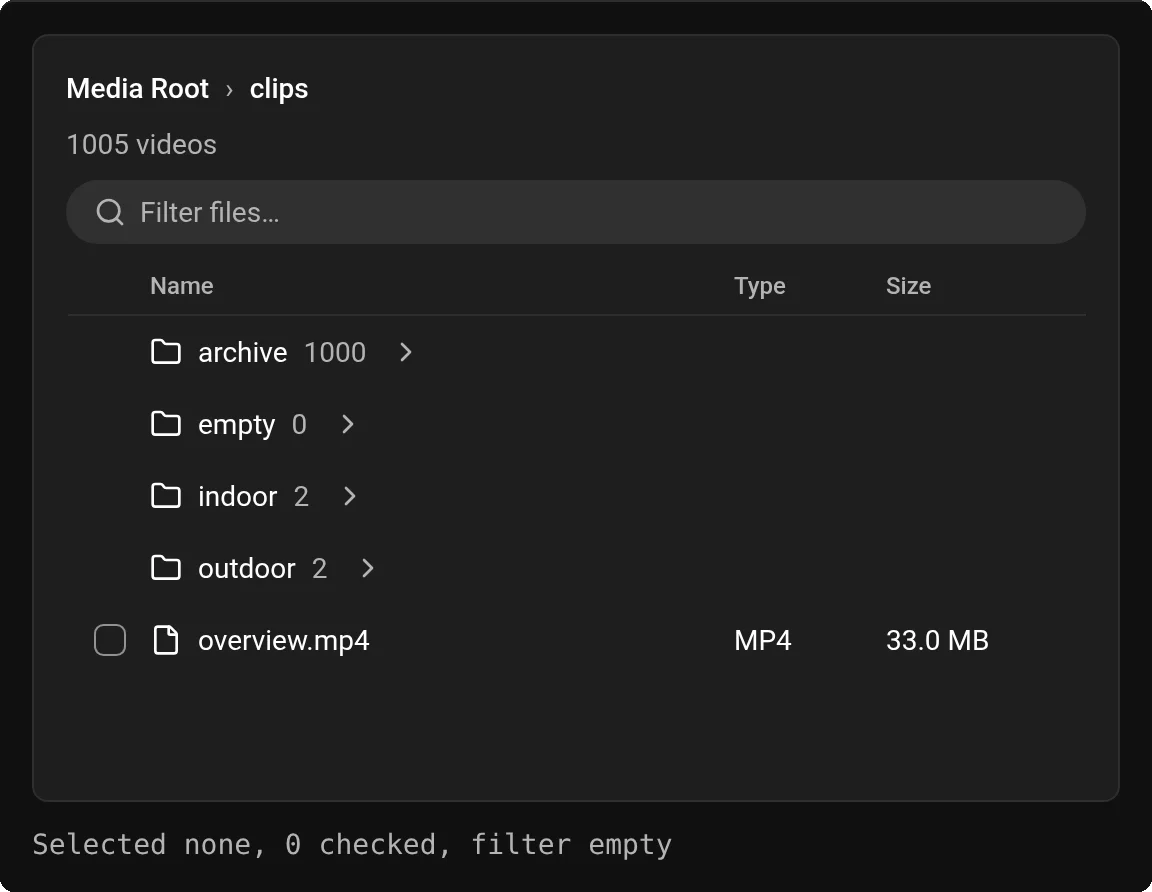 Media Root › clips
1005 videos
Filter files…
Name Type Size
archive 1000
empty 0
indoor 2
outdoor 2
overview.mp4 MP4 33.0 MB
Selected none, 0 checked, filter empty